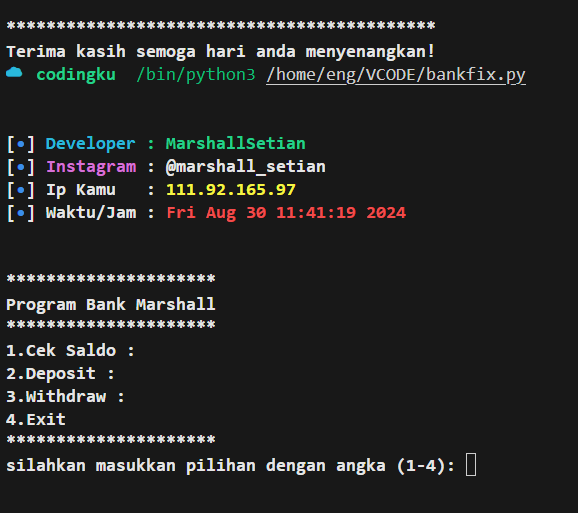 *******************************************
Terima kasih semoga hari anda menyenangkan!
codingku /bin/python3 /home/eng/VCODE/bankfix.py
[•] Developer : MarshallSetian
[•] Instagram : @marshall_setian
[•] Ip Kamu : 111.92.165.97
[•] Waktu/Jam : Fri Aug 30 11:41:19 2024
*********************
Program Bank Marshall
*********************
1.Cek Saldo :
2.Deposit :
3.Withdraw :
4.Exit
*********************
silahkan masukkan pilihan dengan angka (1-4):